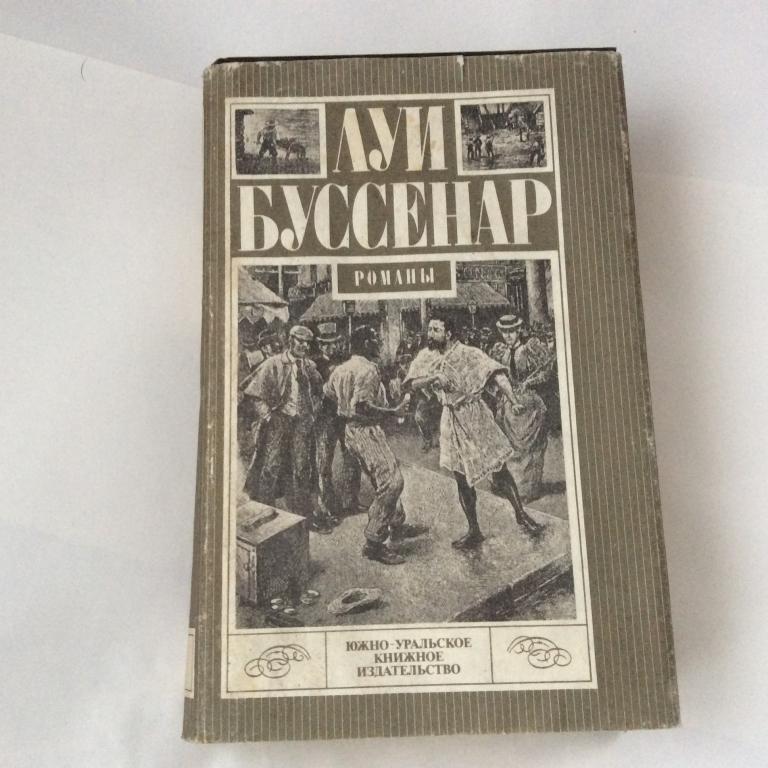 ЛУИ
БУССЕНАР
РОМАНЫ
ЮЖНО-УРАЛЬСКОЕ
КНИЖНОЕ
ИЗДАТЕЛЬСТВО